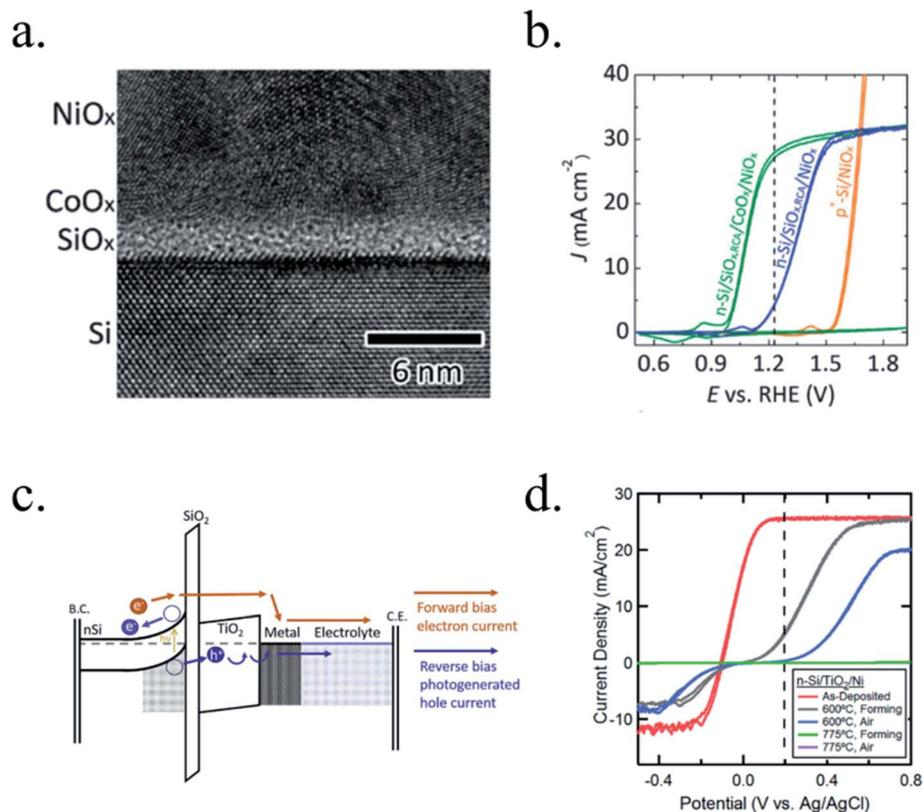 a.
NiOx
CoOx
SiOx
Si
6 nm
b.
40
30
20
10
0
J (mA cm⁻²)
n-Si/SiOx,RCA/CoOx/NiOx
n-Si/SiOx,RCA/NiOx
p⁺-Si/NiOx
0.6 0.9 1.2 1.5 1.8
E vs. RHE (V)
c.
SiO₂
B.C.
nSi
e⁻
e⁻
hν
h⁺
TiO₂
Metal
Electrolyte
C.E.
Forward bias
electron current
Reverse bias
photogenerated
hole current
d.
30
20
10
0
-10
Current Density (mA/cm²)
n-Si/TiO₂/Ni
As-Deposited
600ºC, Forming
600ºC, Air
775ºC, Forming
775ºC, Air
-0.4 0.0 0.4 0.8
Potential (V vs. Ag/AgCl)